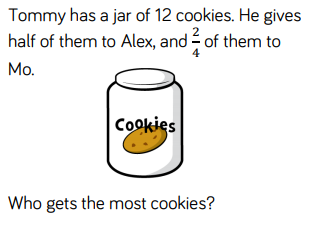 Tommy has a jar of 12 cookies. He gives
half of them to Alex, and 2/4 of them to
Mo.
Cookies
Who gets the most cookies?